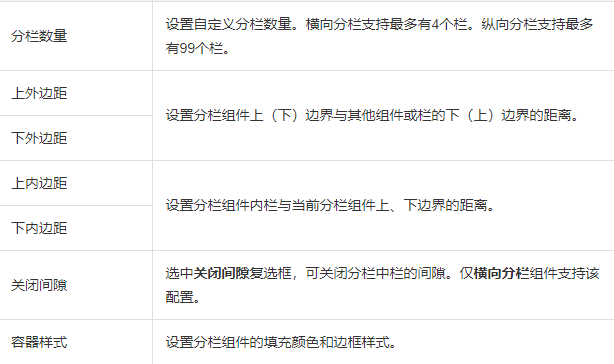 分栏数量
设置自定义分栏数量。横向分栏支持最多有4个栏。纵向分栏支持最多
有99个栏。
上外边距
设置分栏组件上（下）边界与其他组件或栏的下（上）边界的距离。
下外边距
上内边距
设置分栏组件内栏与当前分栏组件上、下边界的距离。
下内边距
关闭间隙
选中关闭间隙复选框，可关闭分栏中栏的间隙。仅横向分栏组件支持该
配置。
容器样式
设置分栏组件的填充颜色和边框样式。